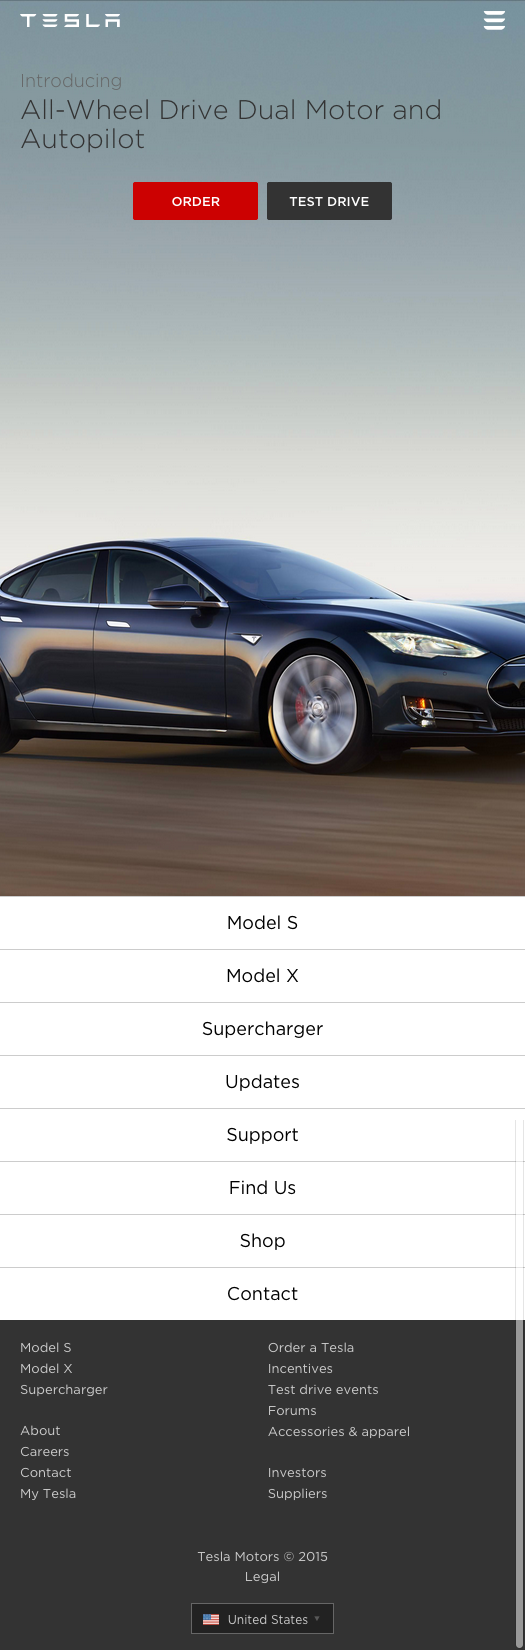 TESLA
Introducing
All-Wheel Drive Dual Motor and
Autopilot
ORDER
TEST DRIVE
Model S
Model X
Supercharger
Updates
Support
Find Us
Shop
Contact
Model S
Model X
Supercharger
About
Careers
Contact
My Tesla
Order a Tesla
Incentives
Test drive events
Forums
Accessories & apparel
Investors
Suppliers
Tesla Motors © 2015
Legal
United States